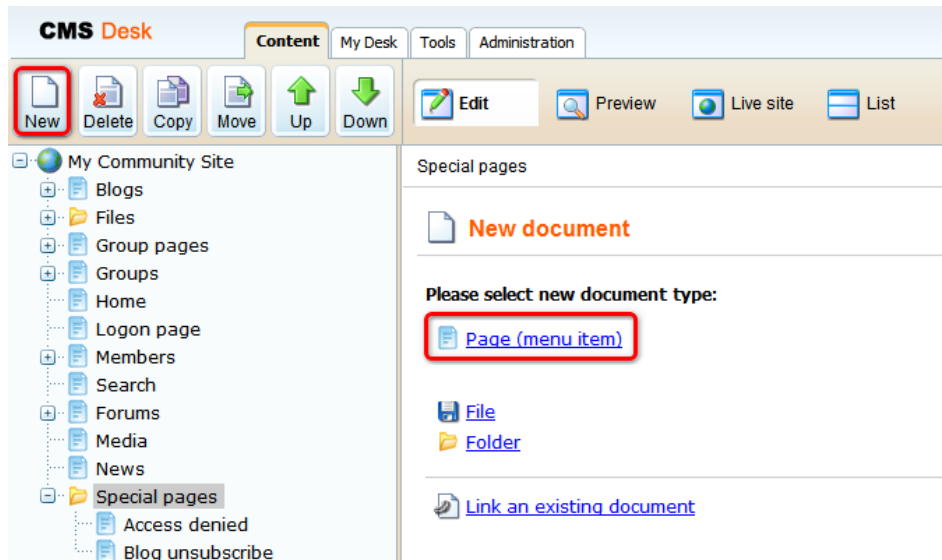 CMS Desk
Content My Desk Tools Administration
New Delete Copy Move Up Down
Edit Preview Live site List
My Community Site
Blogs
Files
Group pages
Groups
Home
Logon page
Members
Search
Forums
Media
News
Special pages
Access denied
Blog unsubscribe
Special pages
New document
Please select new document type:
Page (menu item)
File
Folder
Link an existing document